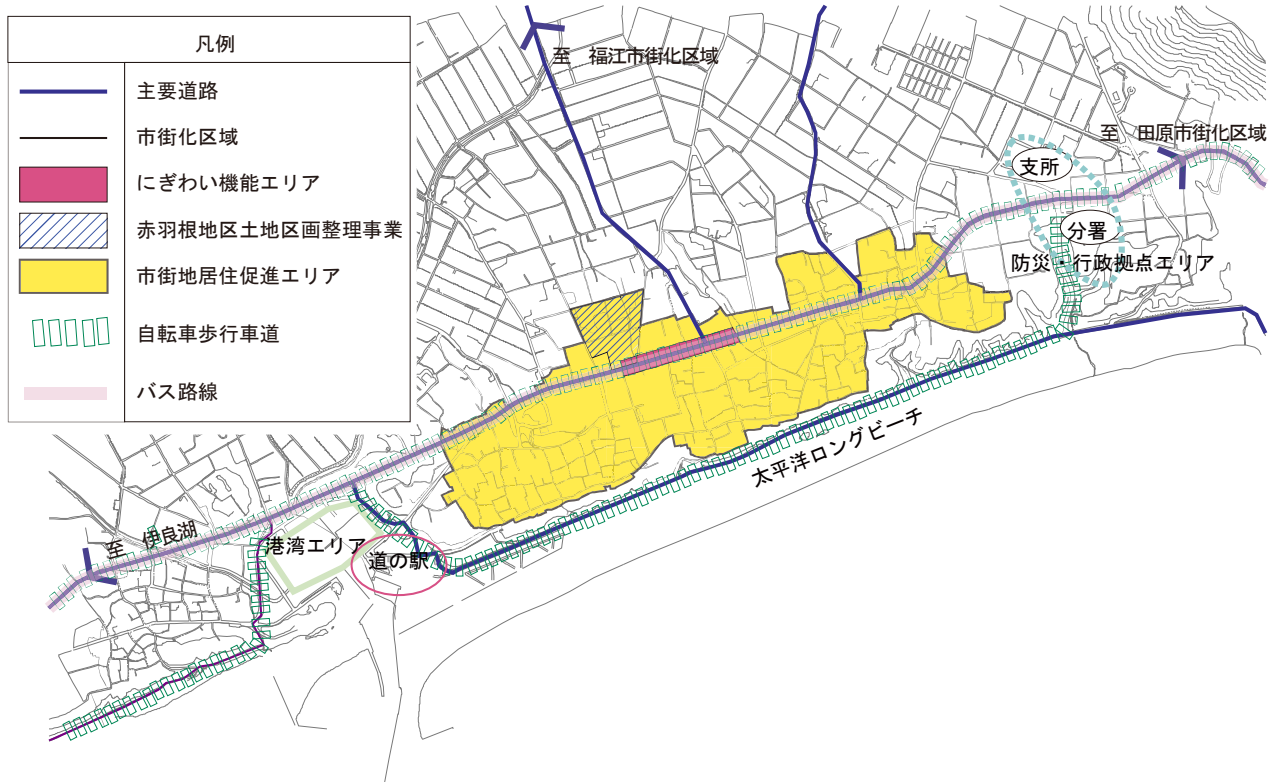 凡例
主要道路
市街化区域
にぎわい機能エリア
赤羽根地区土地区画整理事業
市街地居住促進エリア
自転車歩行車道
バス路線
至 福江市街化区域
至 田原市街化区域
支所
分署
防災・行政拠点エリア
太平洋ロングビーチ
至 伊良湖
港湾エリア
道の駅